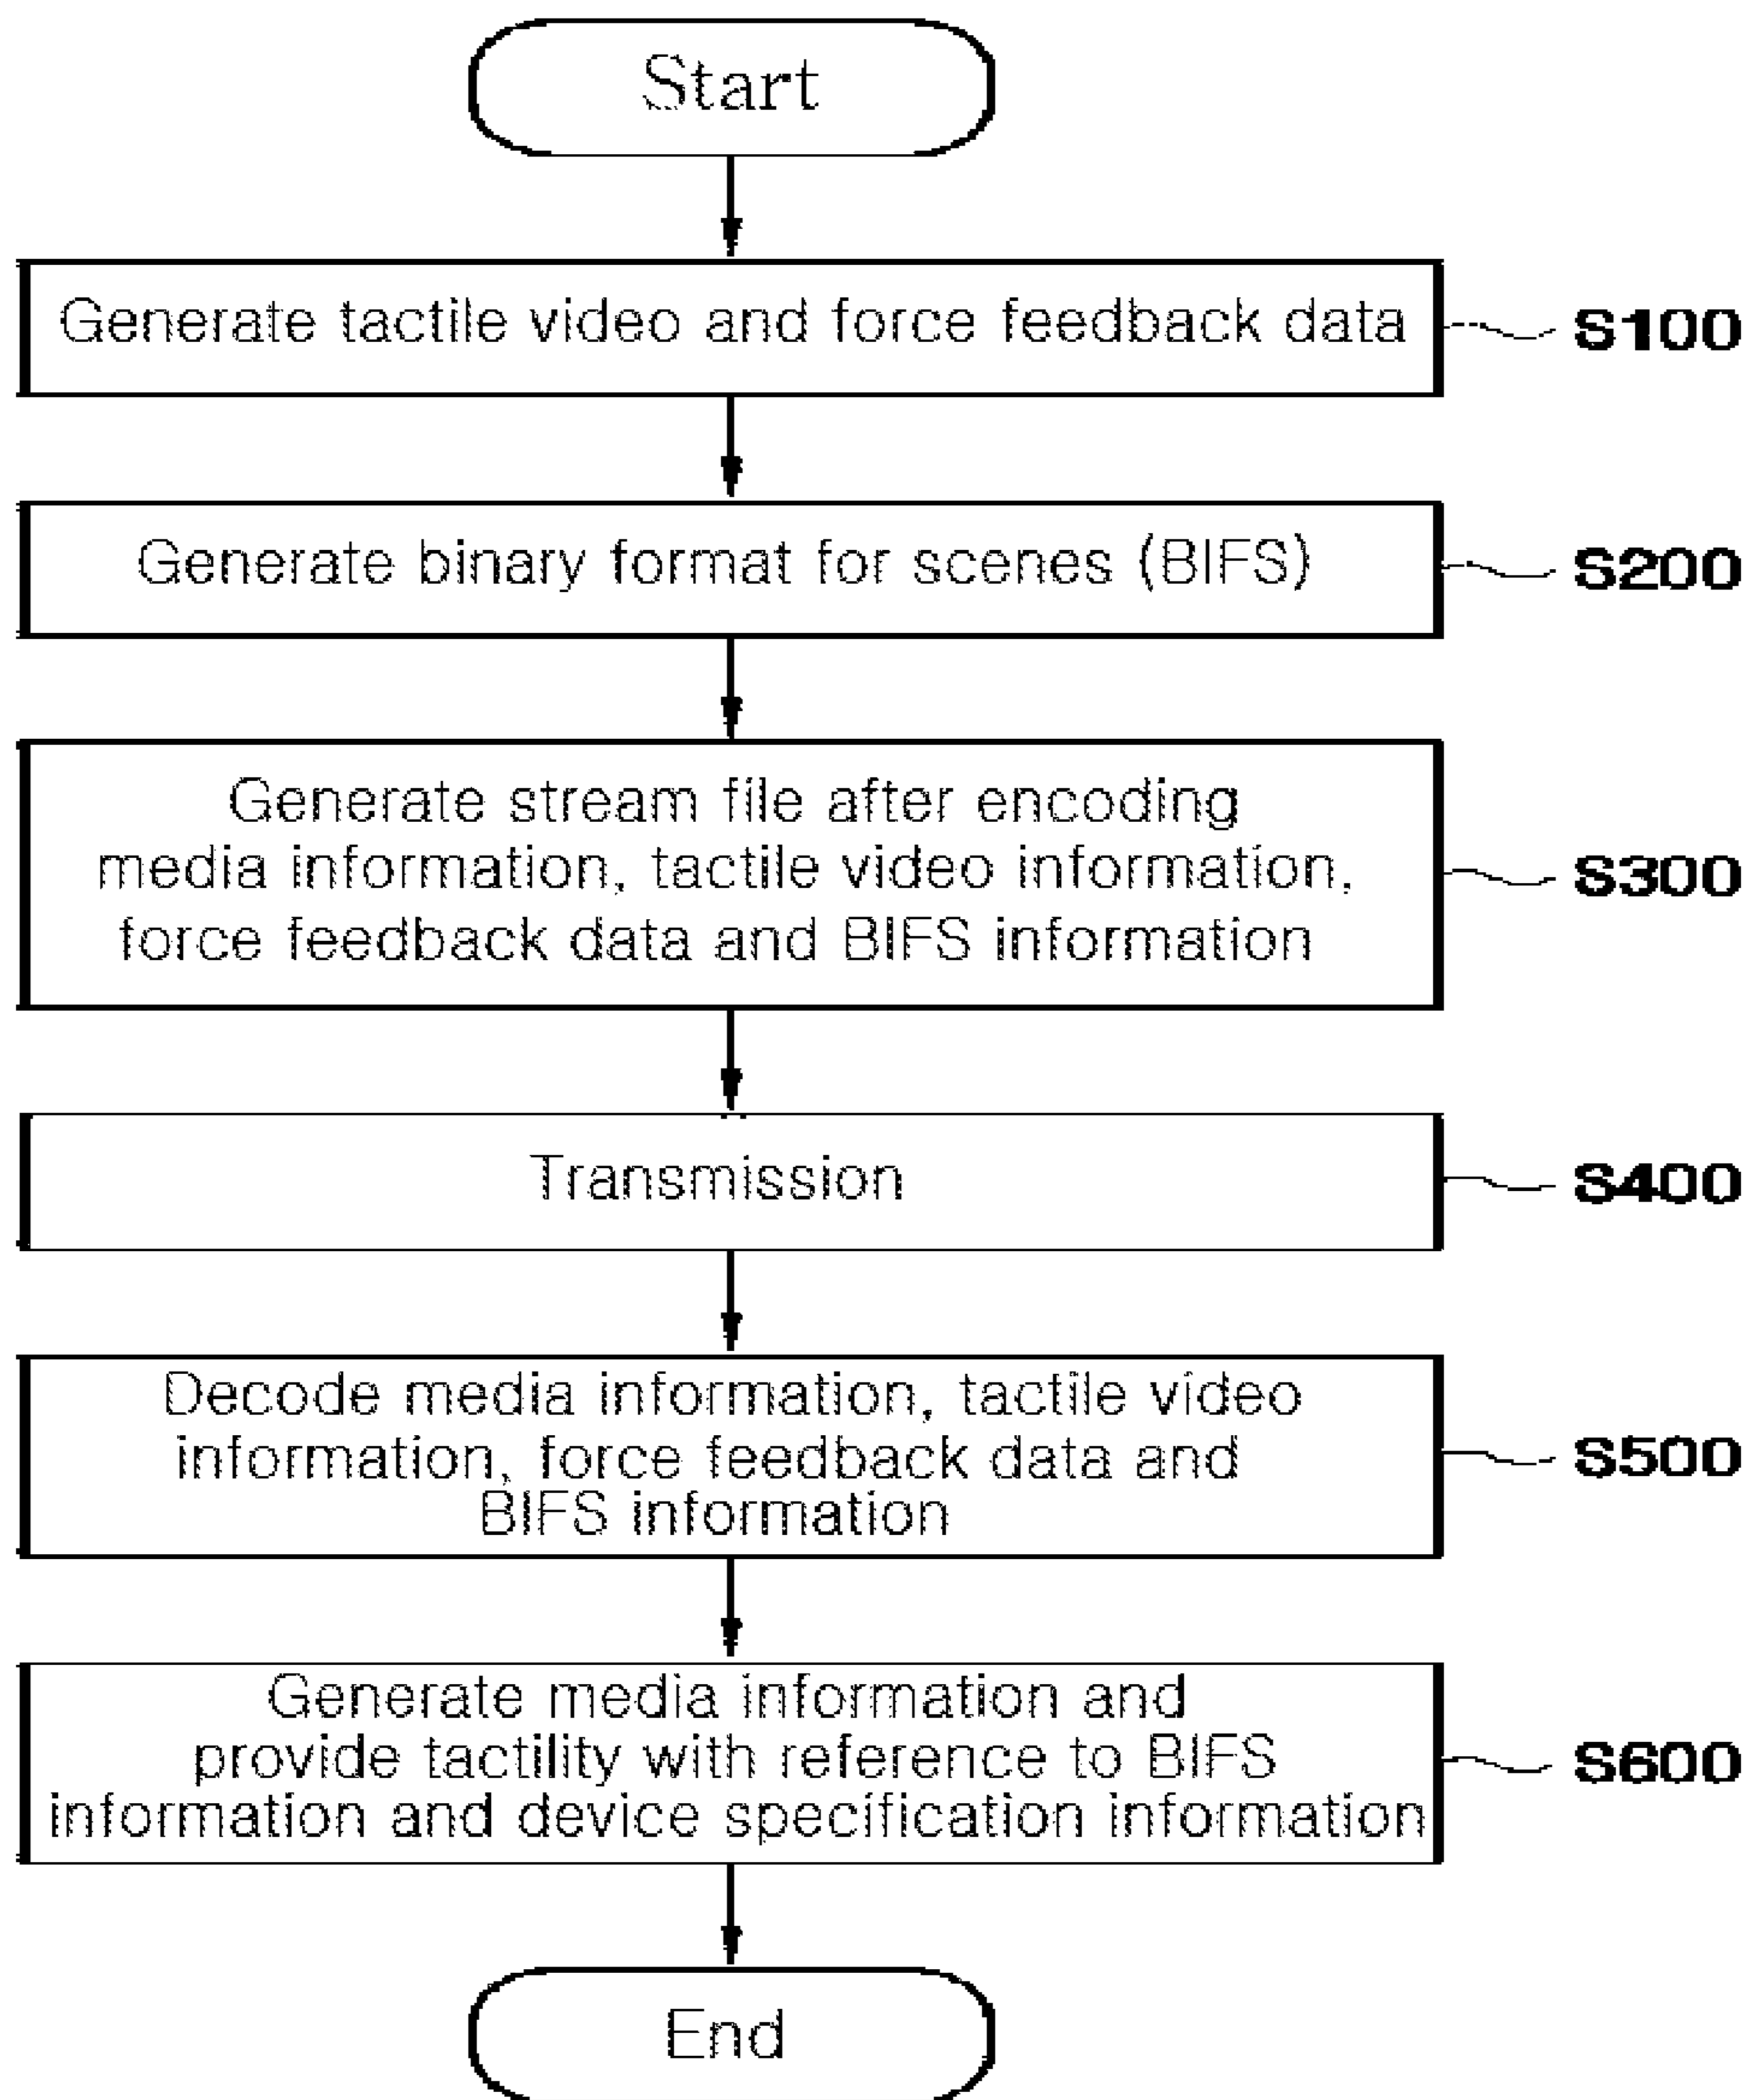 Start
Generate tactile video and force feedback data
S100
Generate binary format for scenes (BIFS)
S200
Generate stream file after encoding
media information, tactile video information,
force feedback data and BIFS information
S300
Transmission
S400
Decode media information, tactile video
information, force feedback data and
BIFS information
S500
Generate media information and
provide tactility with reference to BIFS
information and device specification information
S600
End